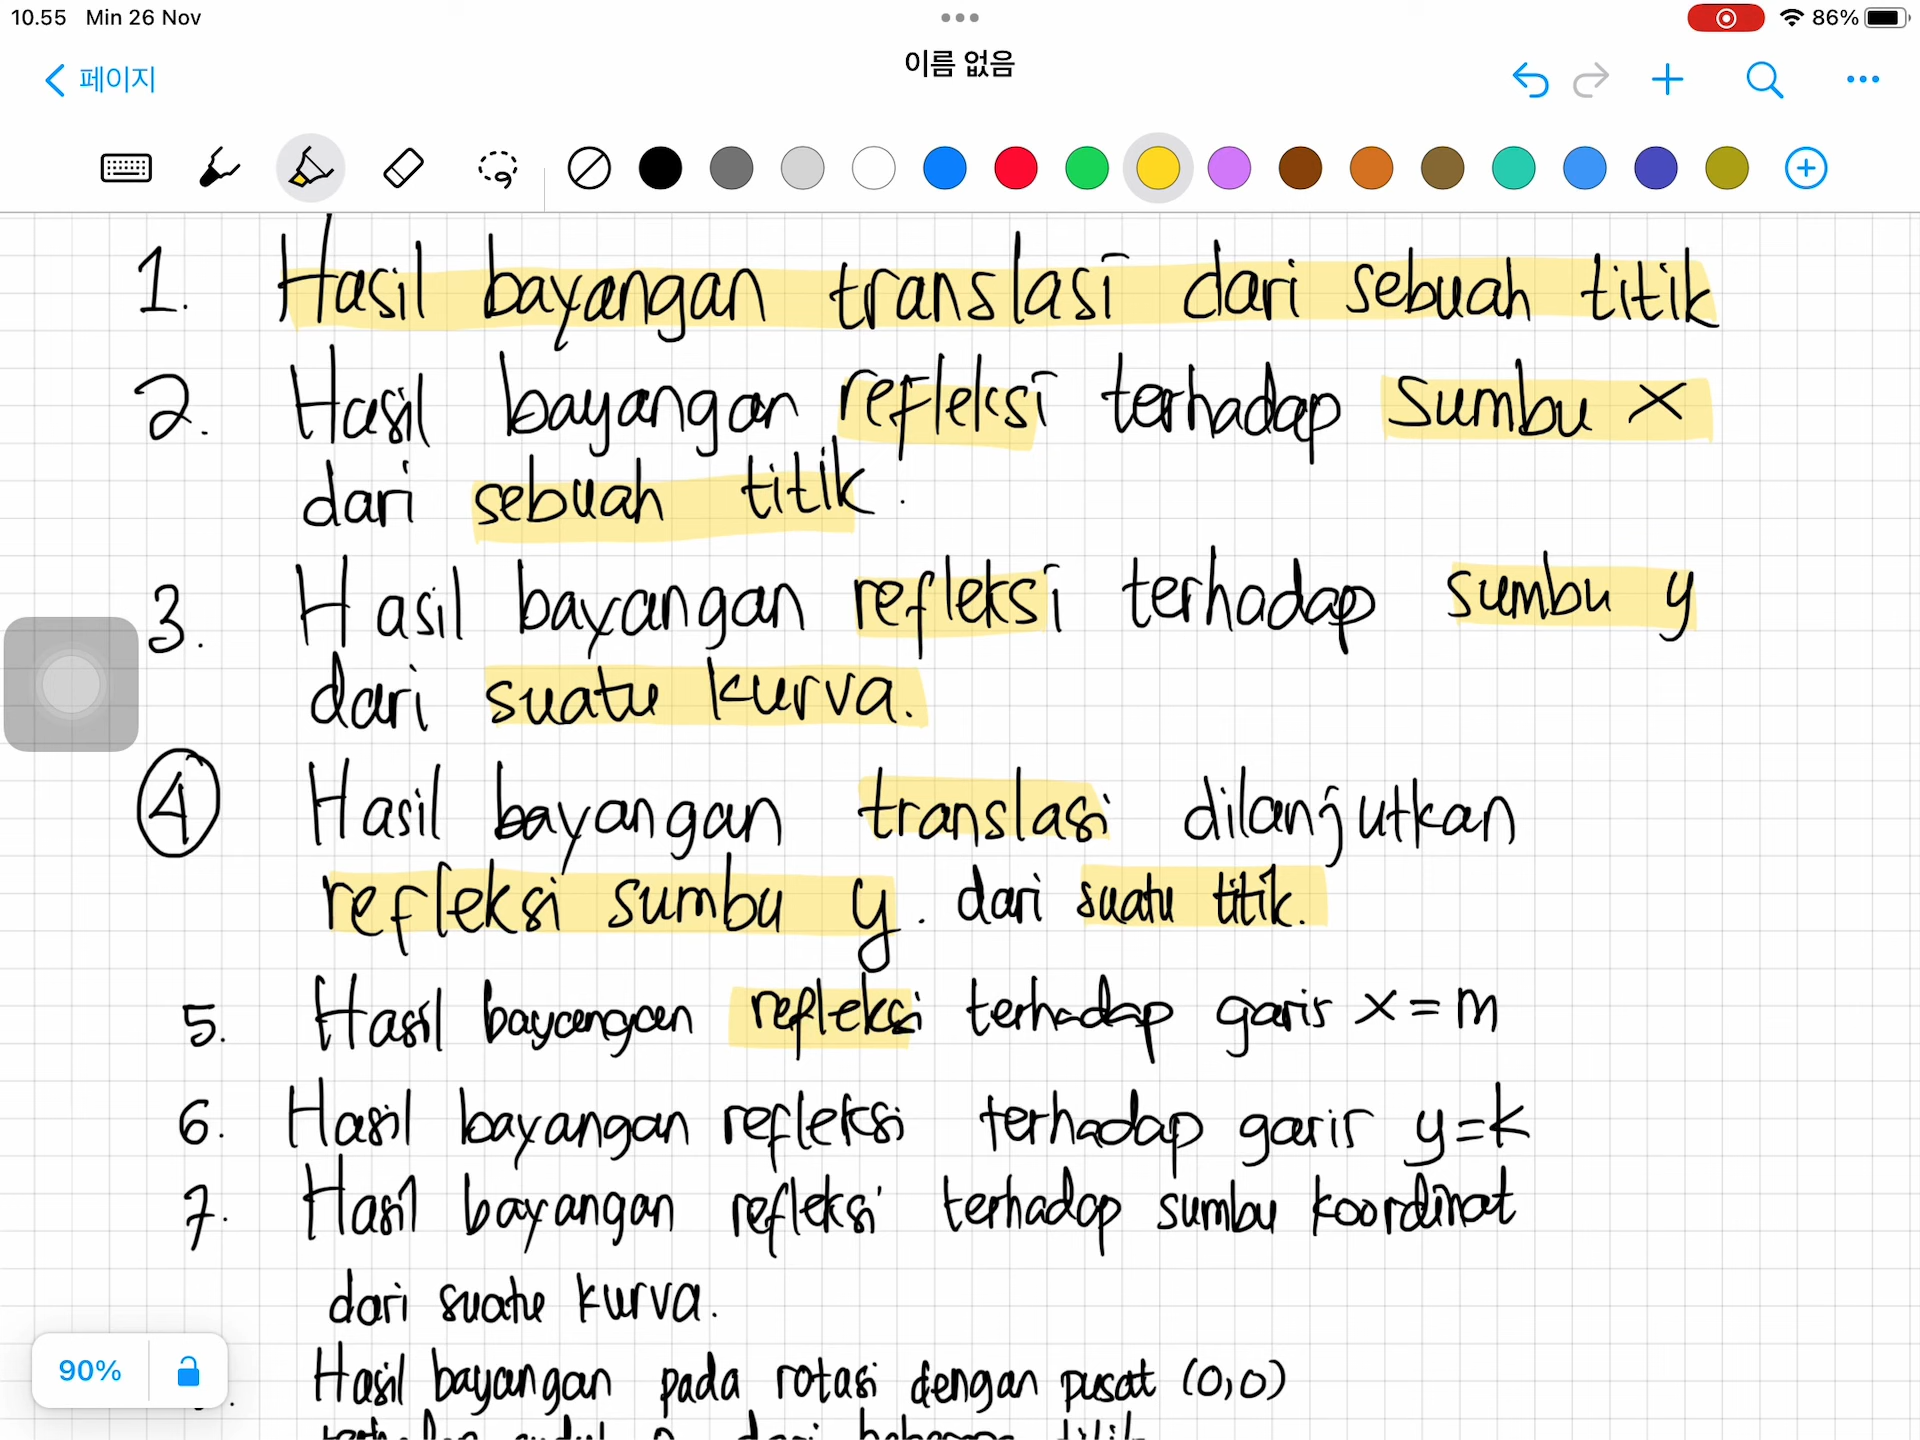 10.55 Min 26 Nov
86%
페이지
이름 없음
1. Hasil bayangan translasi dari sebuah titik
2. Hasil bayangan refleksi terhadap sumbu x
dari sebuah titik.
3. Hasil bayangan refleksi terhadap sumbu y
dari suatu kurva.
4 Hasil bayangan translasi dilanjutkan
refleksi sumbu y. dari suatu titik.
5. Hasil bayangan refleksi terhadap garis x = m
6. Hasil bayangan refleksi terhadap garis y=k
7. Hasil bayangan refleksi terhadap sumbu koordinat
dari suatu kurva.
Hasil bayangan pada rotasi dengan pusat (0,0)
90%